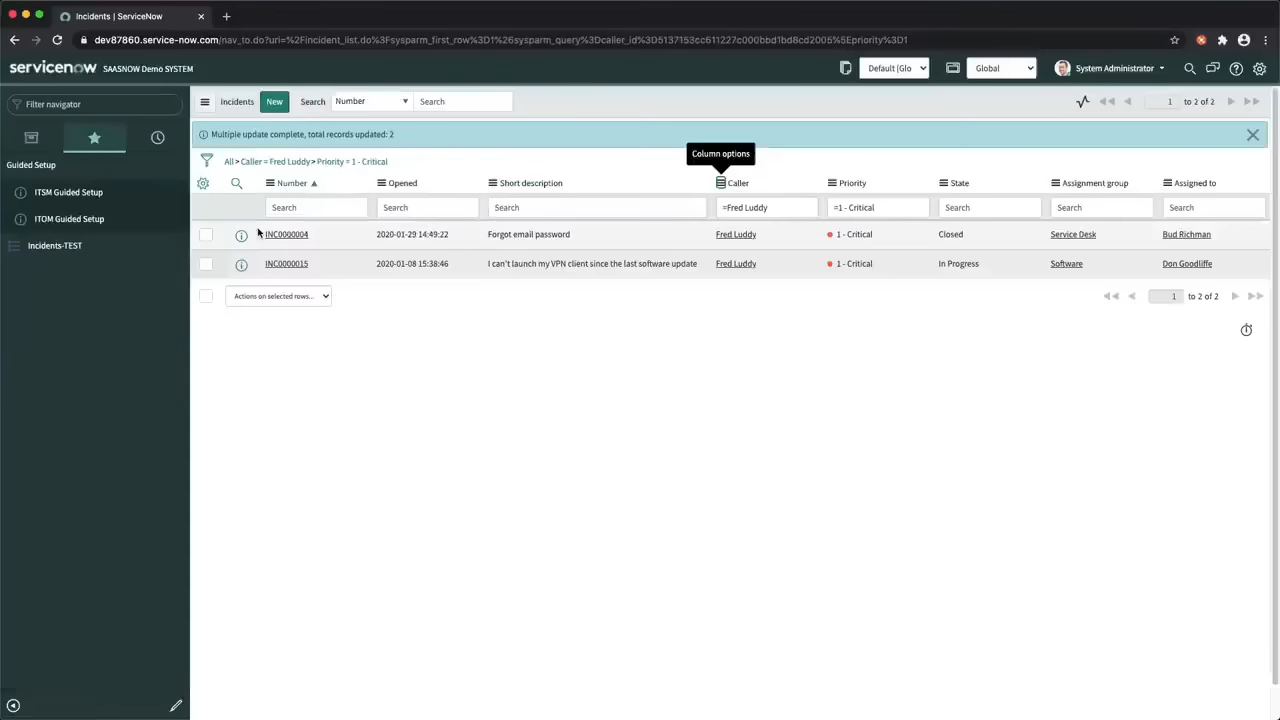 Incidents | ServiceNow
dev87860.service-now.com/nav_to.do?uri=%2Fincident_list.do%3Fsysparm_first_row%3D1%26sysparm_query%3Dcaller_id%3D5137153cc611227c000bbd1bd8cd2005%5Epriority%3D1
servicenow SAASNOW Demo SYSTEM Default (Glo Global System Administrator
Filter navigator
Incidents New Search Number Search 1 to 2 of 2
Multiple update complete, total records updated: 2
Guided Setup
ITSM Guided Setup
ITOM Guided Setup
Incidents-TEST
All > Caller = Fred Luddy > Priority = 1 - Critical
Column options
Number Opened Short description Caller Priority State Assignment group Assigned to
Search Search Search =Fred Luddy =1 - Critical Search Search Search
INC0000004 2020-01-29 14:49:22 Forgot email password Fred Luddy 1 - Critical Closed Service Desk Bud Richman
INC0000015 2020-01-08 15:38:46 I can't launch my VPN client since the last software update Fred Luddy 1 - Critical In Progress Software Don Goodliffe
Actions on selected rows... 1 to 2 of 2